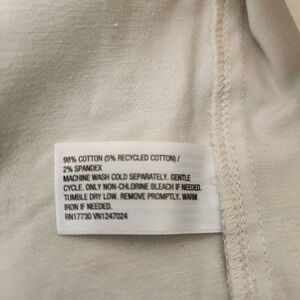 98% COTTON (5% RECYCLED COTTON) /
2% SPANDEX
MACHINE WASH COLD SEPARATELY. GENTLE
CYCLE. ONLY NON-CHLORINE BLEACH IF NEEDED.
TUMBLE DRY LOW. REMOVE PROMPTLY. WARM
IRON IF NEEDED.
RN17730 VN1247024